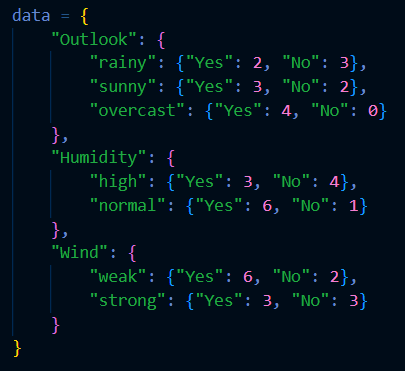 data = {
    "Outlook": {
        "rainy": {"Yes": 2, "No": 3},
        "sunny": {"Yes": 3, "No": 2},
        "overcast": {"Yes": 4, "No": 0}
    },
    "Humidity": {
        "high": {"Yes": 3, "No": 4},
        "normal": {"Yes": 6, "No": 1}
    },
    "Wind": {
        "weak": {"Yes": 6, "No": 2},
        "strong": {"Yes": 3, "No": 3}
    }
}